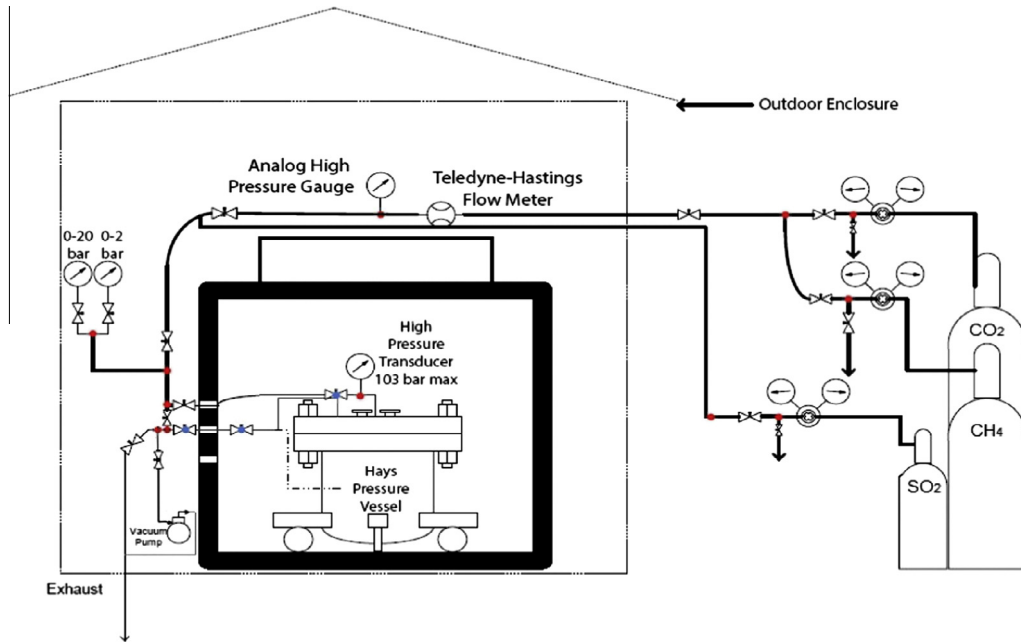 Outdoor Enclosure
Analog High
Pressure Gauge
Teledyne-Hastings
Flow Meter
0-20
bar
0-2
bar
High
Pressure
Transducer
103 bar max
CO2
CH4
SO2
Hays
Pressure
Vessel
Vacuum
Pump
Exhaust